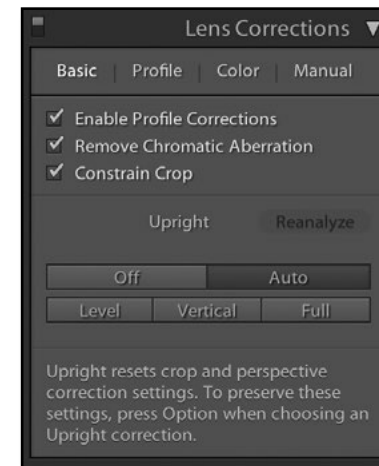 Lens Corrections
Basic | Profile | Color | Manual
Enable Profile Corrections
Remove Chromatic Aberration
Constrain Crop
Upright Reanalyze
Off Auto
Level Vertical Full
Upright resets crop and perspective
correction settings. To preserve these
settings, press Option when choosing an
Upright correction.